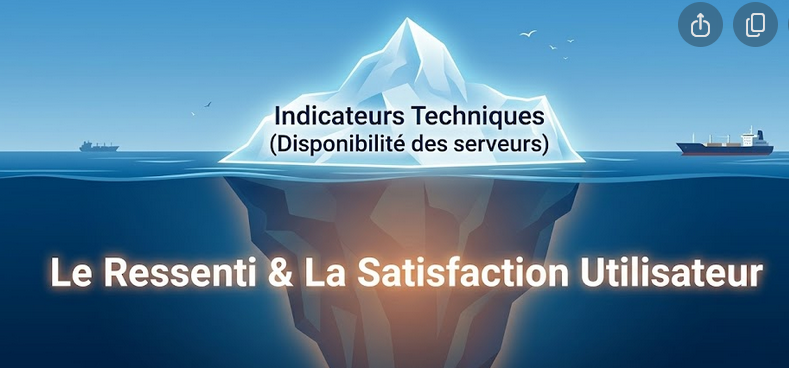 Indicateurs Techniques
(Disponibilité des serveurs)
Le Ressenti & La Satisfaction Utilisateur